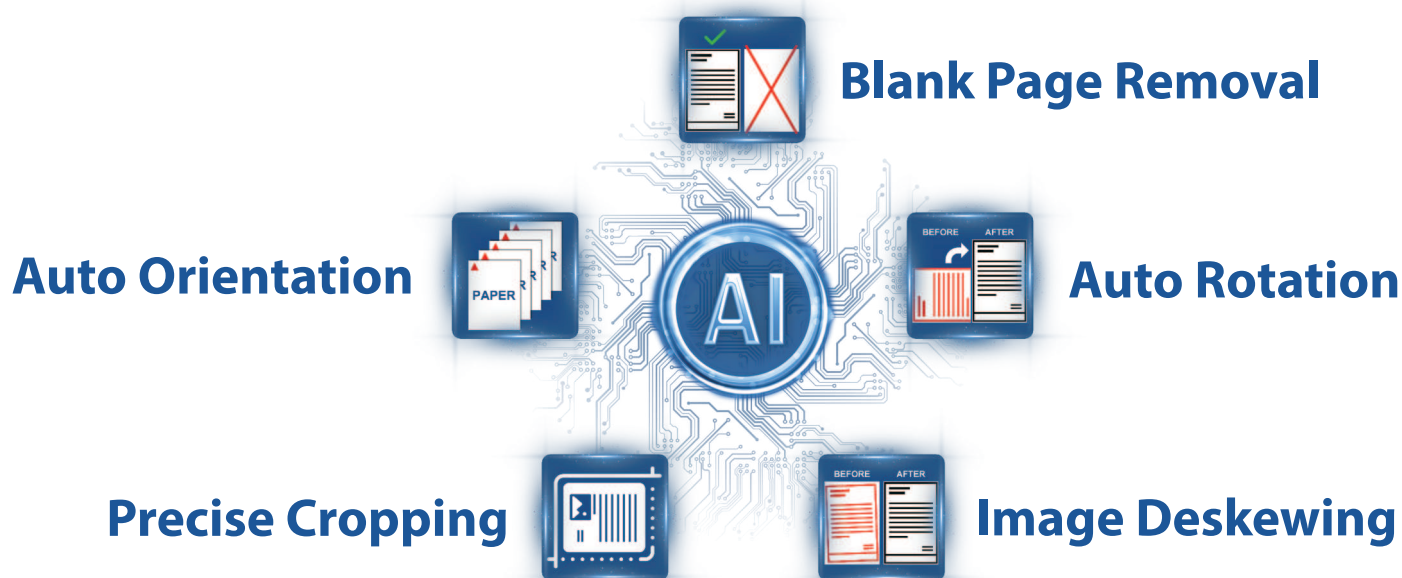 Blank Page Removal
Auto Orientation
PAPER
R
R
R
R
AI
BEFORE AFTER
Auto Rotation
Precise Cropping
BEFORE AFTER
Image Deskewing